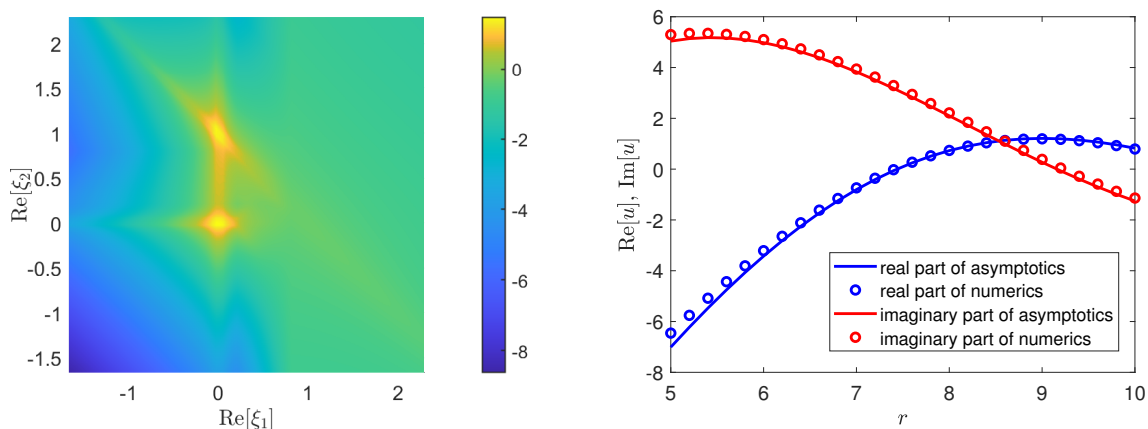 2
1.5
1
0.5
0
-0.5
-1
-1.5
Re[ξ₂]
-1 0 1 2
Re[ξ₁]
0
-2
-4
-6
-8
6
4
2
0
-2
-4
-6
-8
Re[u], Im[u]
5 6 7 8 9 10
r
real part of asymptotics
real part of numerics
imaginary part of asymptotics
imaginary part of numerics